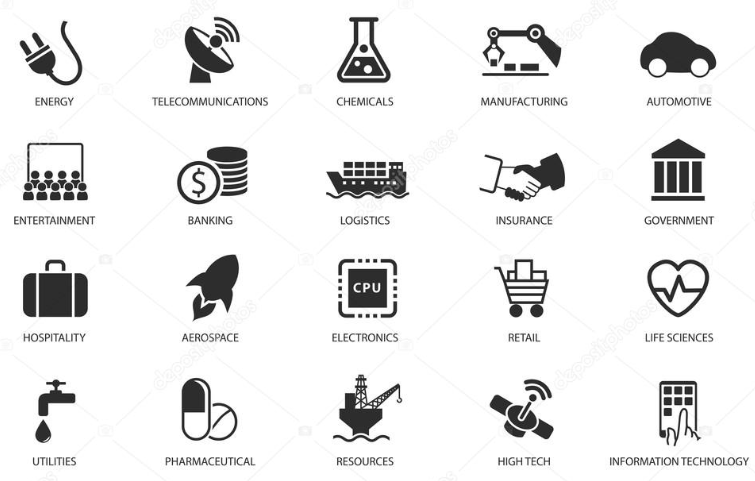 ENERGY
TELECOMMUNICATIONS
CHEMICALS
MANUFACTURING
AUTOMOTIVE
ENTERTAINMENT
$
BANKING
LOGISTICS
INSURANCE
GOVERNMENT
HOSPITALITY
AEROSPACE
CPU
ELECTRONICS
RETAIL
LIFE SCIENCES
UTILITIES
PHARMACEUTICAL
RESOURCES
HIGH TECH
INFORMATION TECHNOLOGY